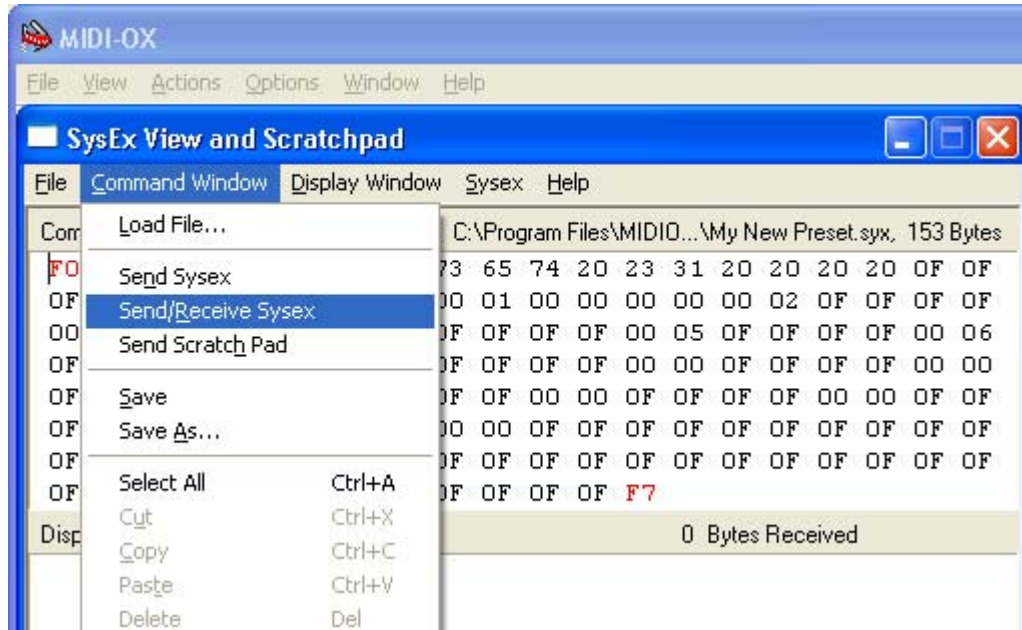 MIDI-OX
File View Actions Options Window Help
SysEx View and Scratchpad
File Command Window Display Window Sysex Help
Com C:\Program Files\MIDIO...\My New Preset.syx, 153 Bytes
Load File...
F0 73 65 74 20 23 31 20 20 20 20 0F 0F
Send Sysex
0F 00 01 00 00 00 00 00 02 0F 0F 0F 0F
Send/Receive Sysex
00 0F 0F 0F 00 05 0F 0F 0F 0F 00 06
Send Scratch Pad
0F 0F 0F 0F 00 00 0F 0F 0F 0F 00 00
0F 0F 0F 00 00 0F 0F 0F 0F 00 00 0F 0F
Save
0F 00 00 0F 0F 0F 0F 0F 0F 0F 0F 0F
Save As...
0F 0F 0F 0F 0F 0F 0F 0F 0F 0F 0F 0F
Select All Ctrl+A
0F 0F 0F 0F 0F F7
Cut Ctrl+X
Disp 0 Bytes Received
Copy Ctrl+C
Paste Ctrl+V
Delete Del